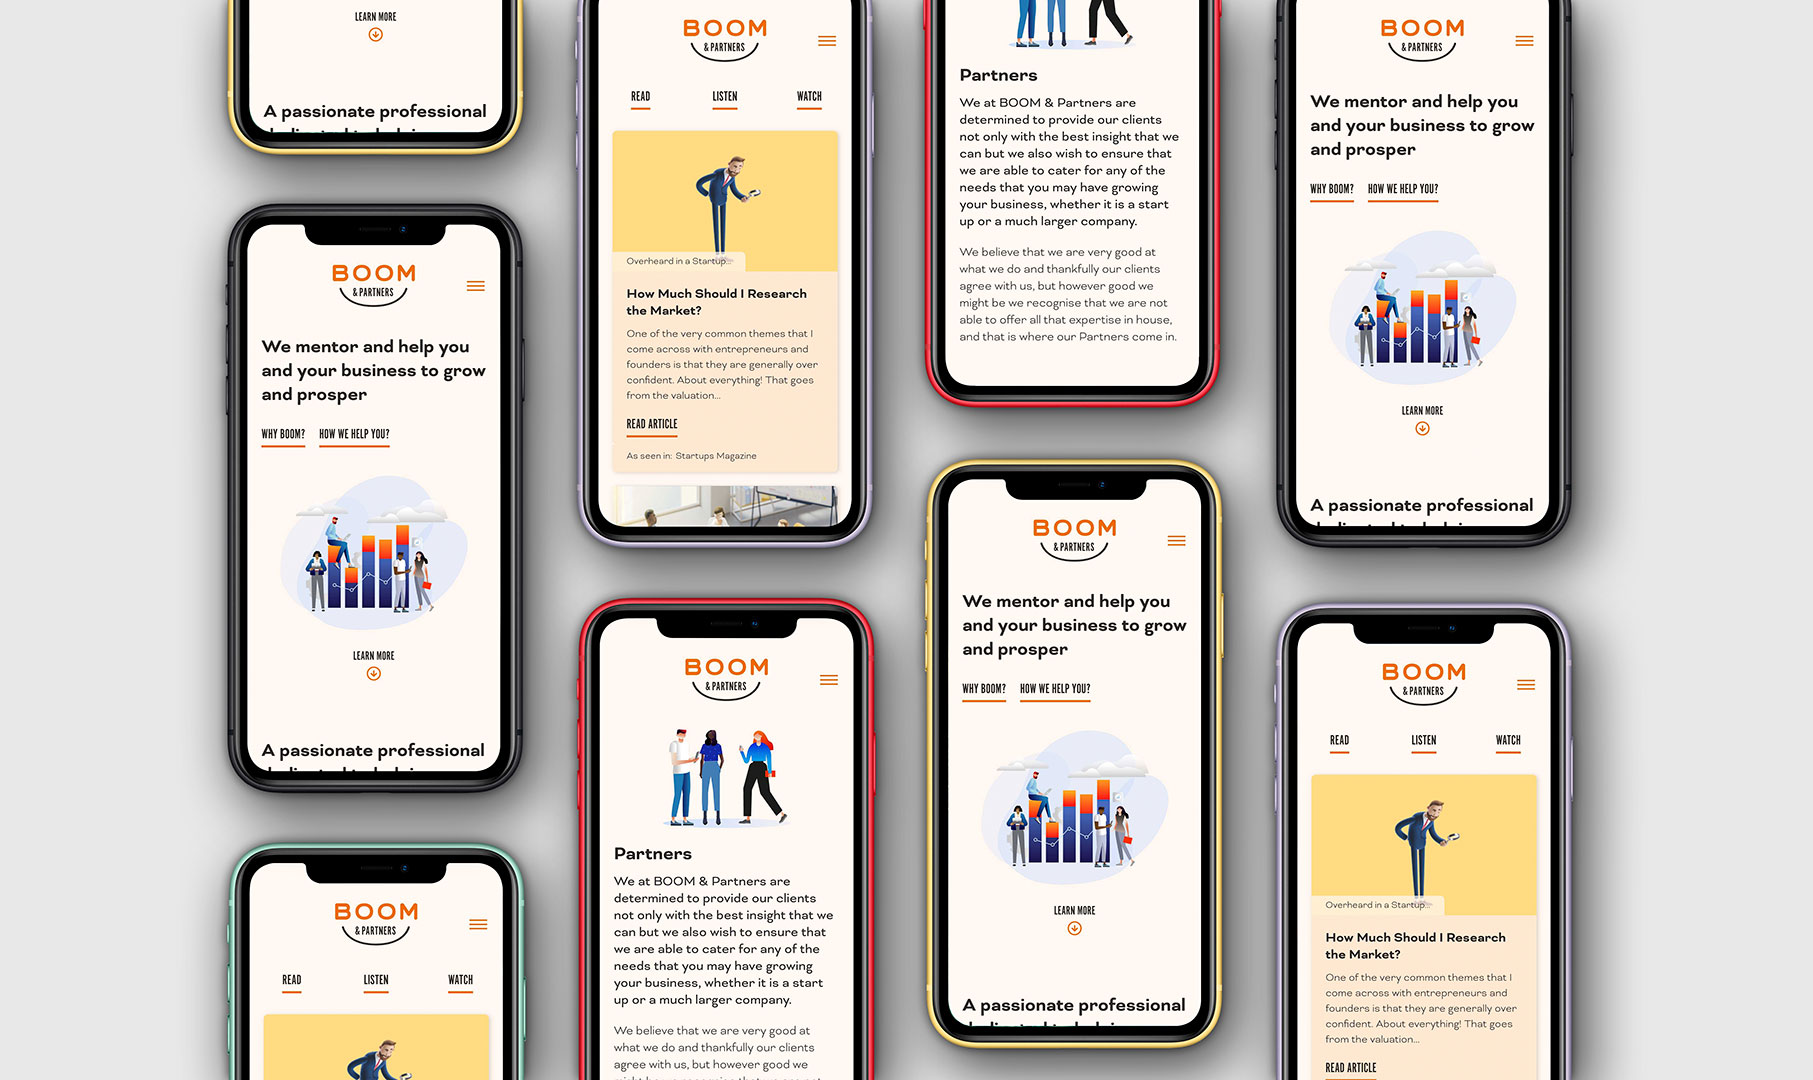 LEARN MORE
A passionate professional
BOOM
& PARTNERS
We mentor and help you
and your business to grow
and prosper
WHY BOOM? HOW WE HELP YOU?
LEARN MORE
A passionate professional
BOOM
& PARTNERS
READ LISTEN WATCH
BOOM
& PARTNERS
READ LISTEN WATCH
Overheard in a Startup...
How Much Should I Research
the Market?
One of the very common themes that I
come across with entrepreneurs and
founders is that they are generally over
confident. About everything! That goes
from the valuation...
READ ARTICLE
As seen in: Startups Magazine
BOOM
& PARTNERS
Partners
We at BOOM & Partners are
determined to provide our clients
not only with the best insight that we
can but we also wish to ensure that
we are able to cater for any of the
needs that you may have growing
your business, whether it is a start
up or a much larger company.
We believe that we are very good at
what we do and thankfully our clients
agree with us, but however good we
Partners
We at BOOM & Partners are
determined to provide our clients
not only with the best insight that we
can but we also wish to ensure that
we are able to cater for any of the
needs that you may have growing
your business, whether it is a start
up or a much larger company.
We believe that we are very good at
what we do and thankfully our clients
agree with us, but however good we
might be we recognise that we are not
able to offer all that expertise in house,
and that is where our Partners come in.
BOOM
& PARTNERS
We mentor and help you
and your business to grow
and prosper
WHY BOOM? HOW WE HELP YOU?
LEARN MORE
A passionate professional
BOOM
& PARTNERS
We mentor and help you
and your business to grow
and prosper
WHY BOOM? HOW WE HELP YOU?
LEARN MORE
A passionate professional
BOOM
& PARTNERS
READ LISTEN WATCH
Overheard in a Startup...
How Much Should I Research
the Market?
One of the very common themes that I
come across with entrepreneurs and
founders is that they are generally over
confident. About everything! That goes
from the valuation...
READ ARTICLE